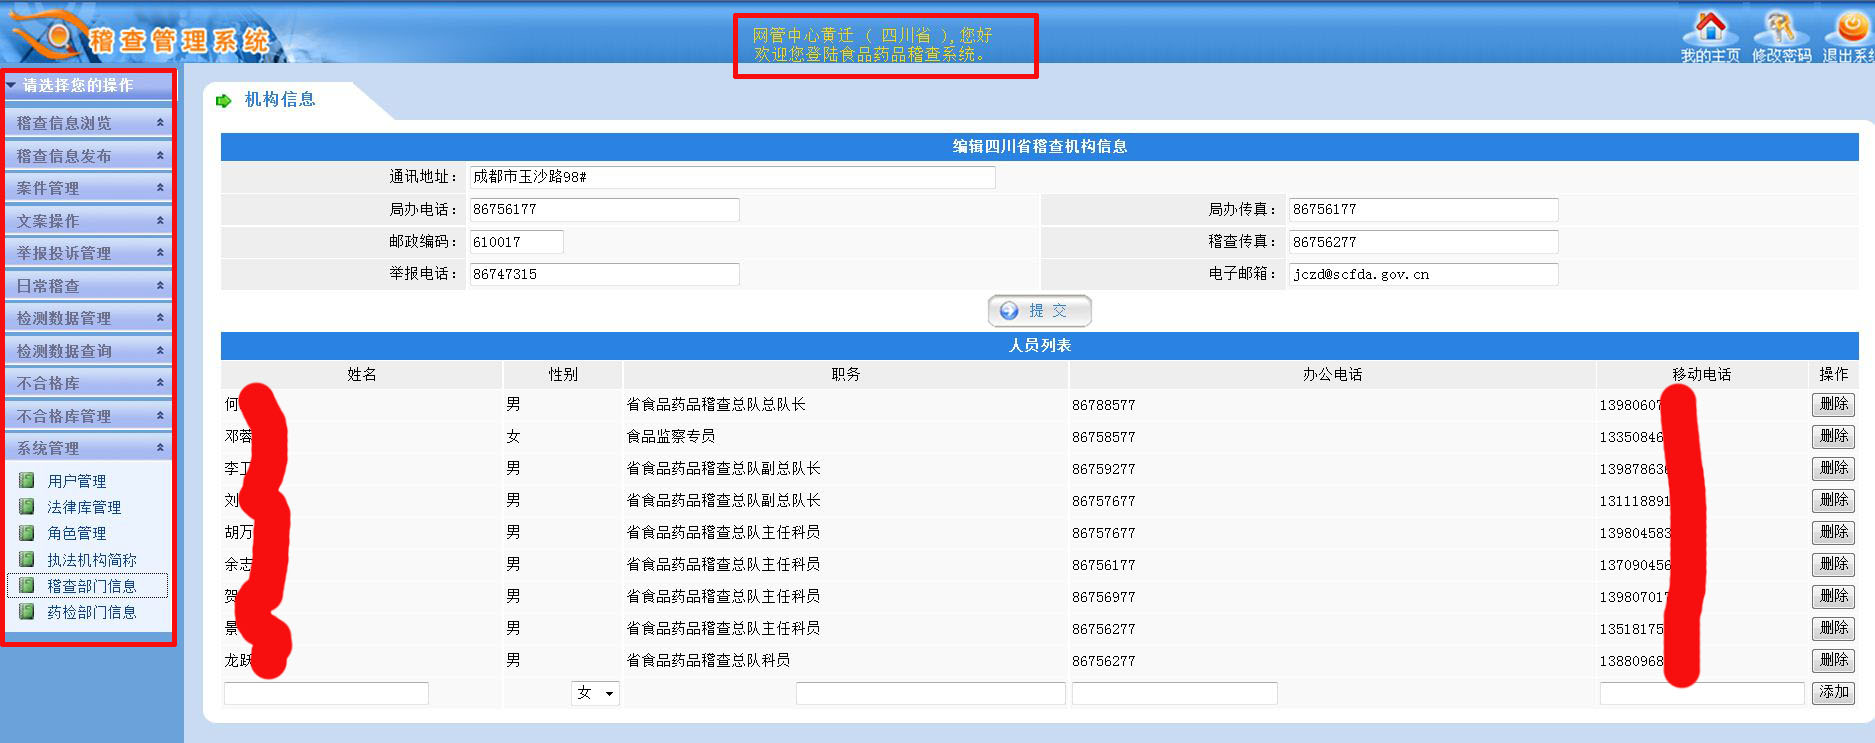 稽查管理系统
网管中心黄迁 ( 四川省 ),您好
欢迎您登陆食品药品稽查系统。
我的主页 修改密码 退出系统
请选择您的操作
稽查信息浏览
稽查信息发布
案件管理
文案操作
举报投诉管理
日常稽查
检测数据管理
检测数据查询
不合格库
不合格库管理
系统管理
用户管理
法律库管理
角色管理
执法机构简称
稽查部门信息
药检部门信息
机构信息
编辑四川省稽查机构信息
通讯地址: 成都市玉沙路98#
局办电话: 86756177 局办传真: 86756177
邮政编码: 610017 稽查传真: 86756277
举报电话: 86747315 电子邮箱: jczd@scfda.gov.cn
提 交
人员列表
姓名 性别 职务 办公电话 移动电话 操作
何 男 省食品药品稽查总队总队长 86788577 1398060 删除
邓蓉 女 食品监察专员 86758577 13350846 删除
李 男 省食品药品稽查总队副总队长 86759277 13987863 删除
刘 男 省食品药品稽查总队副总队长 86757677 131118891 删除
胡万 男 省食品药品稽查总队主任科员 86757677 139804583 删除
余志 男 省食品药品稽查总队主任科员 86756177 137090456 删除
贺 男 省食品药品稽查总队主任科员 86756977 13980701 删除
景 男 省食品药品稽查总队主任科员 86756277 13518175 删除
龙跃 男 省食品药品稽查总队科员 86756277 13880968 删除
女 添加